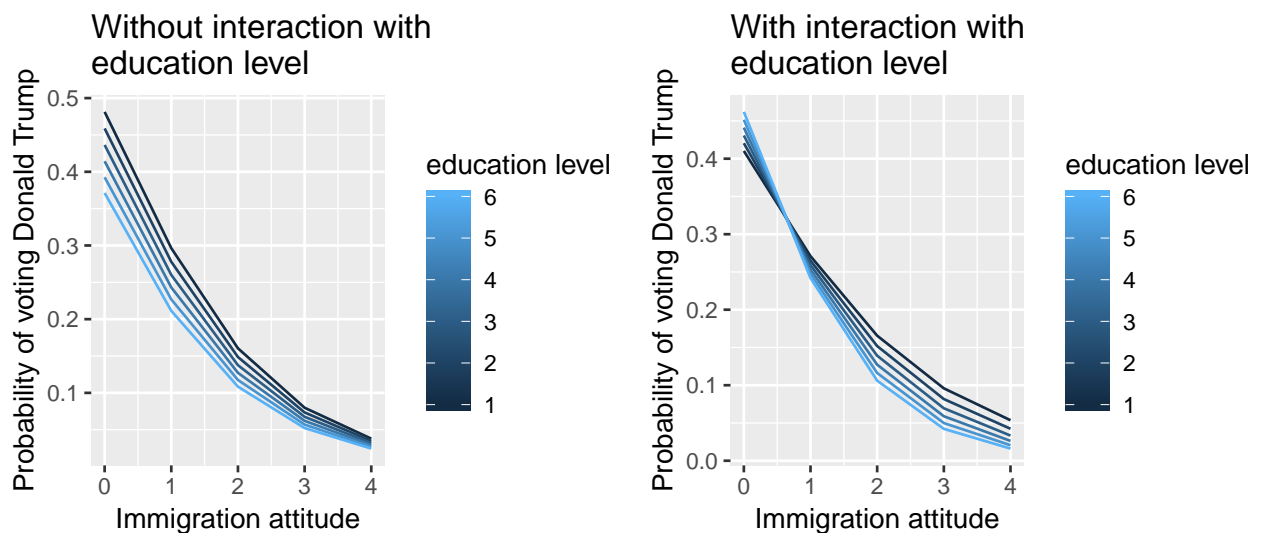 Without interaction with
education level
Probability of voting Donald Trump
0.5
0.4
0.3
0.2
0.1
0 1 2 3 4
Immigration attitude
education level
6
5
4
3
2
1
With interaction with
education level
Probability of voting Donald Trump
0.4
0.3
0.2
0.1
0.0
0 1 2 3 4
Immigration attitude
education level
6
5
4
3
2
1